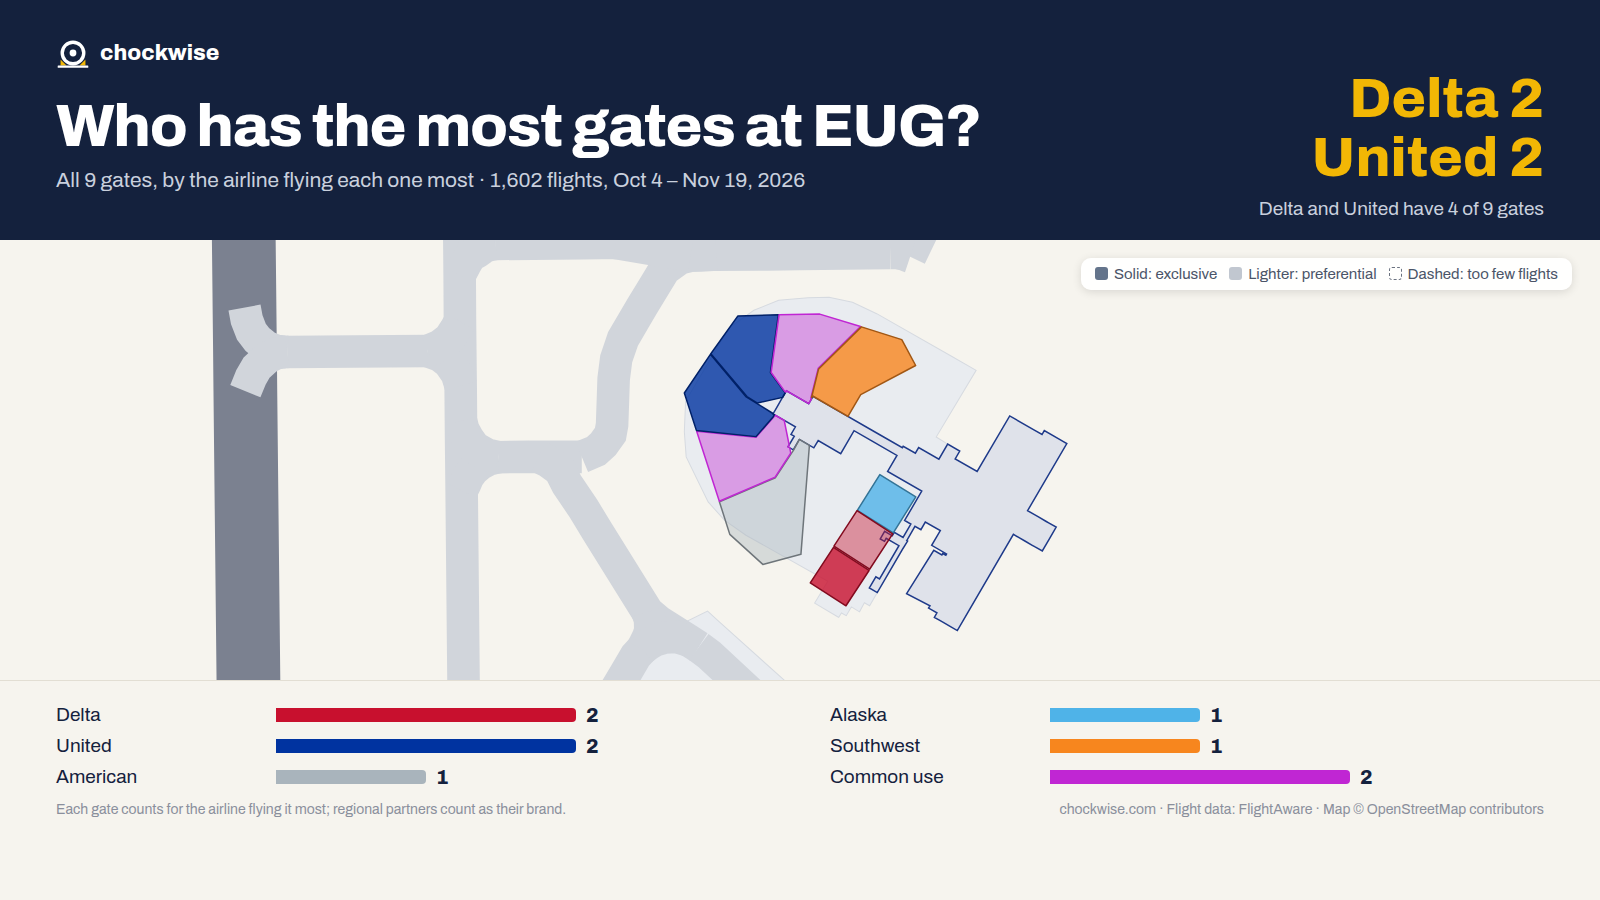 chockwise
Who has the most gates at EUG?
All 9 gates, by the airline flying each one most · 1,602 flights, Oct 4 – Nov 19, 2026
Delta 2
United 2
Delta and United have 4 of 9 gates
Solid: exclusive
Lighter: preferential
Dashed: too few flights
Delta 2
United 2
American 1
Alaska 1
Southwest 1
Common use 2
Each gate counts for the airline flying it most; regional partners count as their brand.
chockwise.com · Flight data: FlightAware · Map © OpenStreetMap contributors